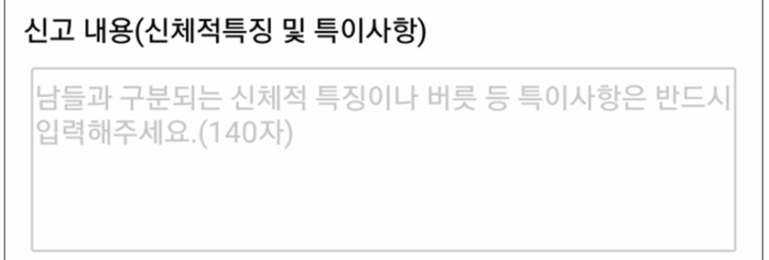 신고 내용(신체적특징 및 특이사항)
남들과 구분되는 신체적 특징이나 버릇 등 특이사항은 반드시
입력해주세요.(140자)